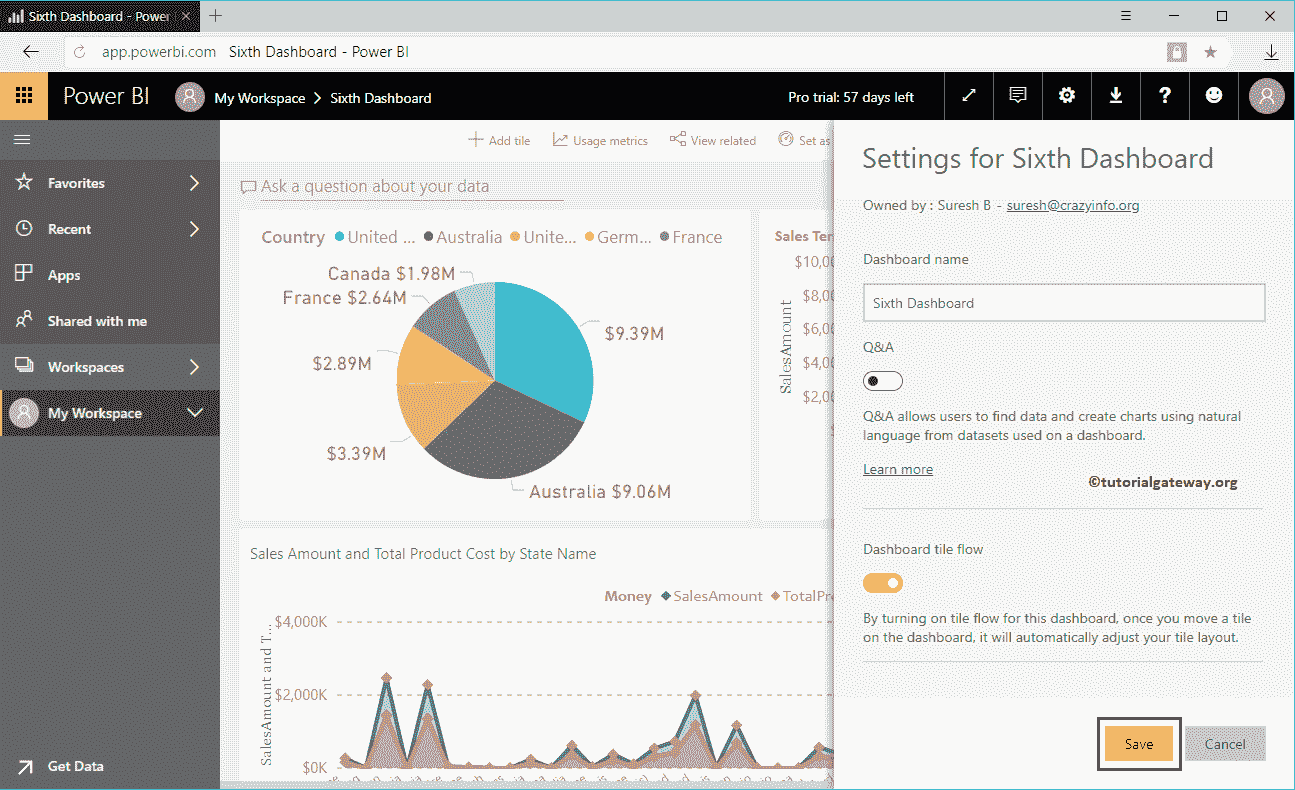 Sixth Dashboard - Power
app.powerbi.com Sixth Dashboard - Power BI
Power BI My Workspace > Sixth Dashboard Pro trial: 57 days left ?
Favorites
Recent
Apps
Shared with me
Workspaces
My Workspace
Get Data
Add tile Usage metrics View related Set as
Ask a question about your data
Country United ... Australia Unite... Germ... France
Canada $1.98M
France $2.64M
$9.39M
$2.89M
$3.39M
Australia $9.06M
Sales Ter
$10,00
$8,00
$6,00
$4,00
$2,00
SalesAmount
Sales Amount and Total Product Cost by State Name
Money SalesAmount TotalPro
SalesAmount and T...
$4,000K
$2,000K
$0K
Settings for Sixth Dashboard
Owned by : Suresh B - suresh@crazyinfo.org
Dashboard name
Sixth Dashboard
Q&A
Q&A allows users to find data and create charts using natural
language from datasets used on a dashboard.
Learn more
©tutorialgateway.org
Dashboard tile flow
By turning on tile flow for this dashboard, once you move a tile
on the dashboard, it will automatically adjust your tile layout.
Save Cancel